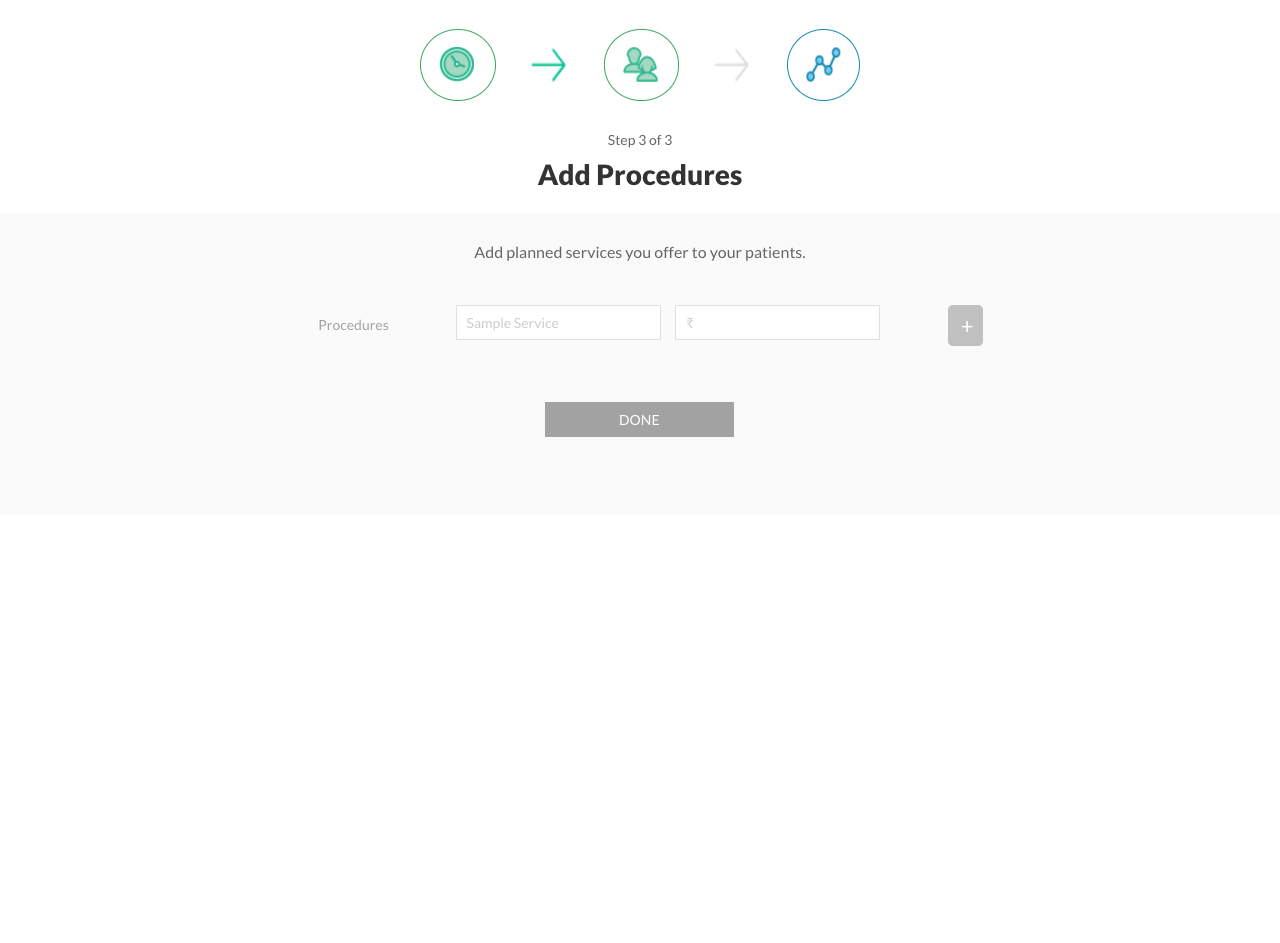 Step 3 of 3
Add Procedures
Add planned services you offer to your patients.
Procedures
Sample Service
₹
+
DONE